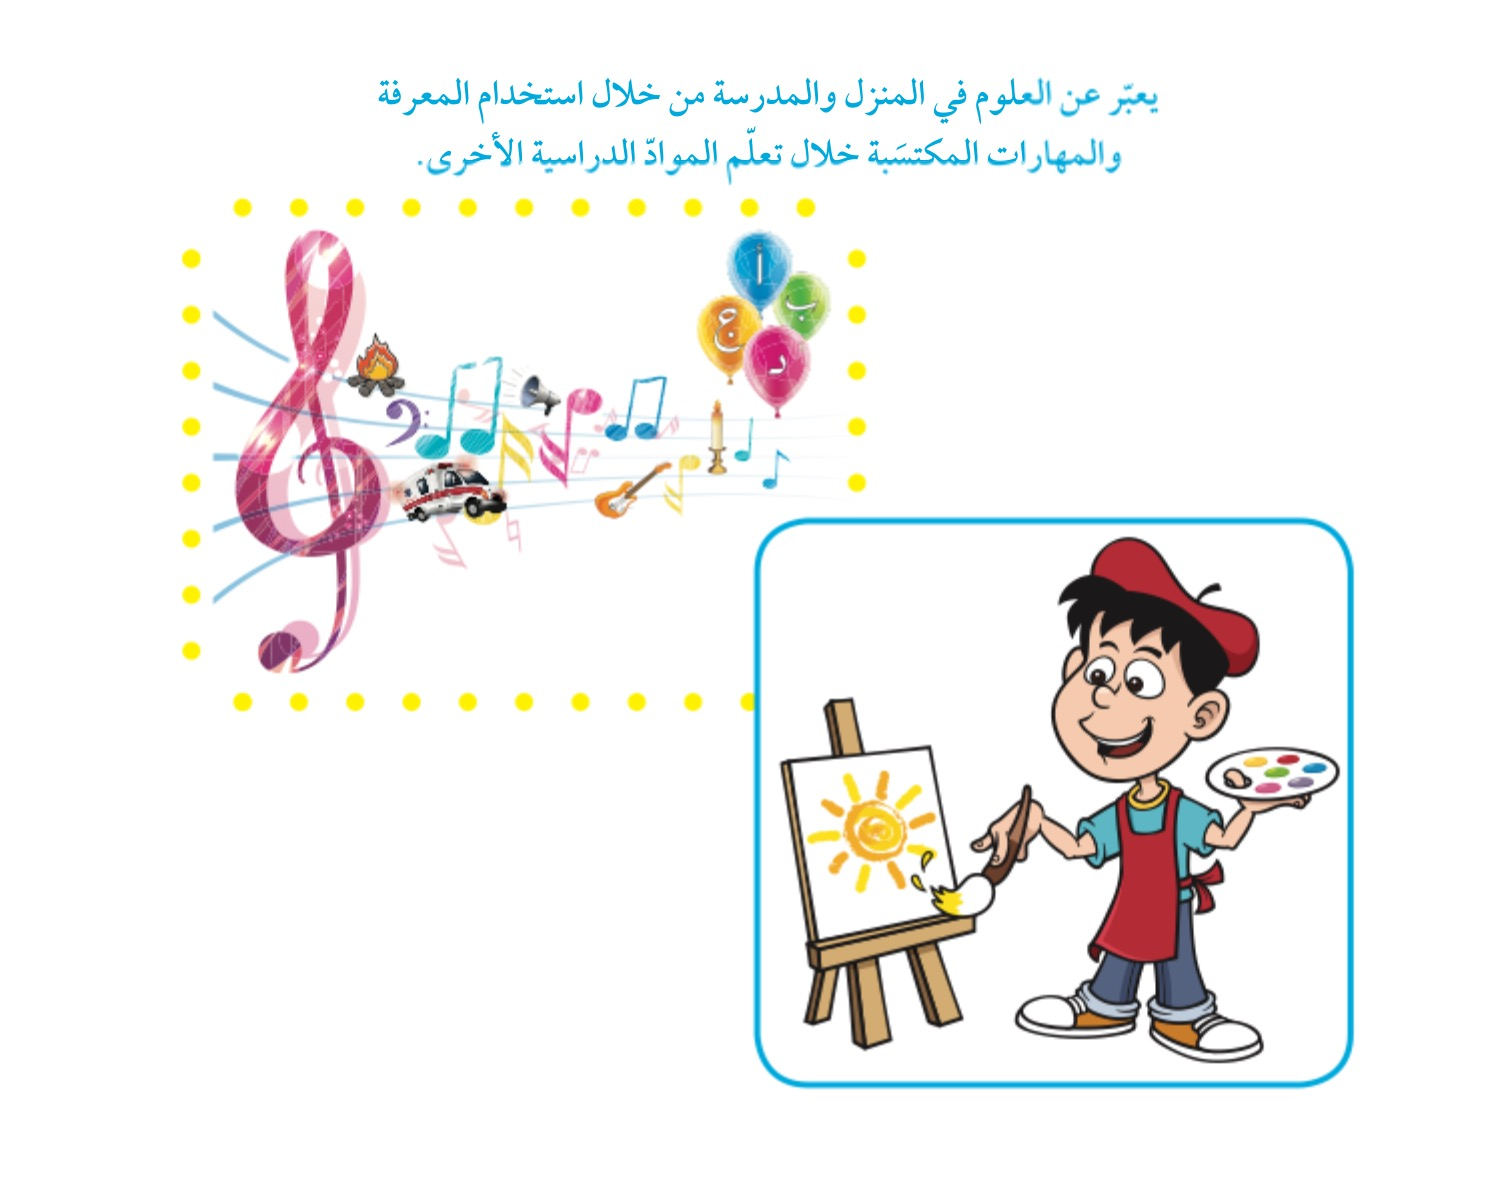 يعبّر عن العلوم في المنزل والمدرسة من خلال استخدام المعرفة
والمهارات المكتسَبة خلال تعلّم الموادّ الدراسية الأخرى.
أ
ب
ج
د